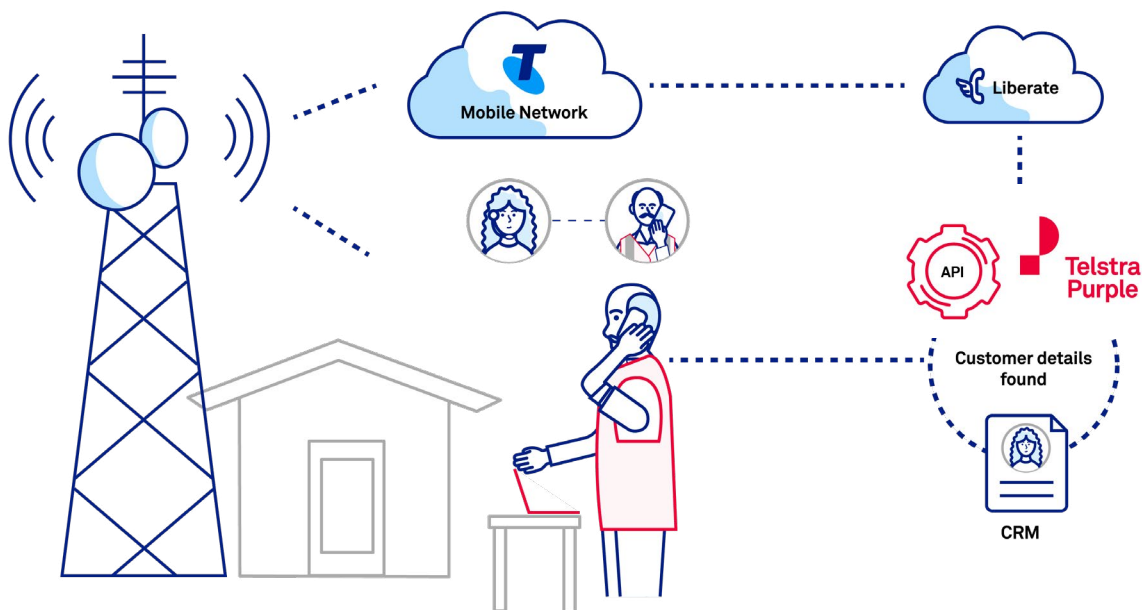 T
Mobile Network
Liberate
API
Telstra
Purple
Customer details
found
CRM